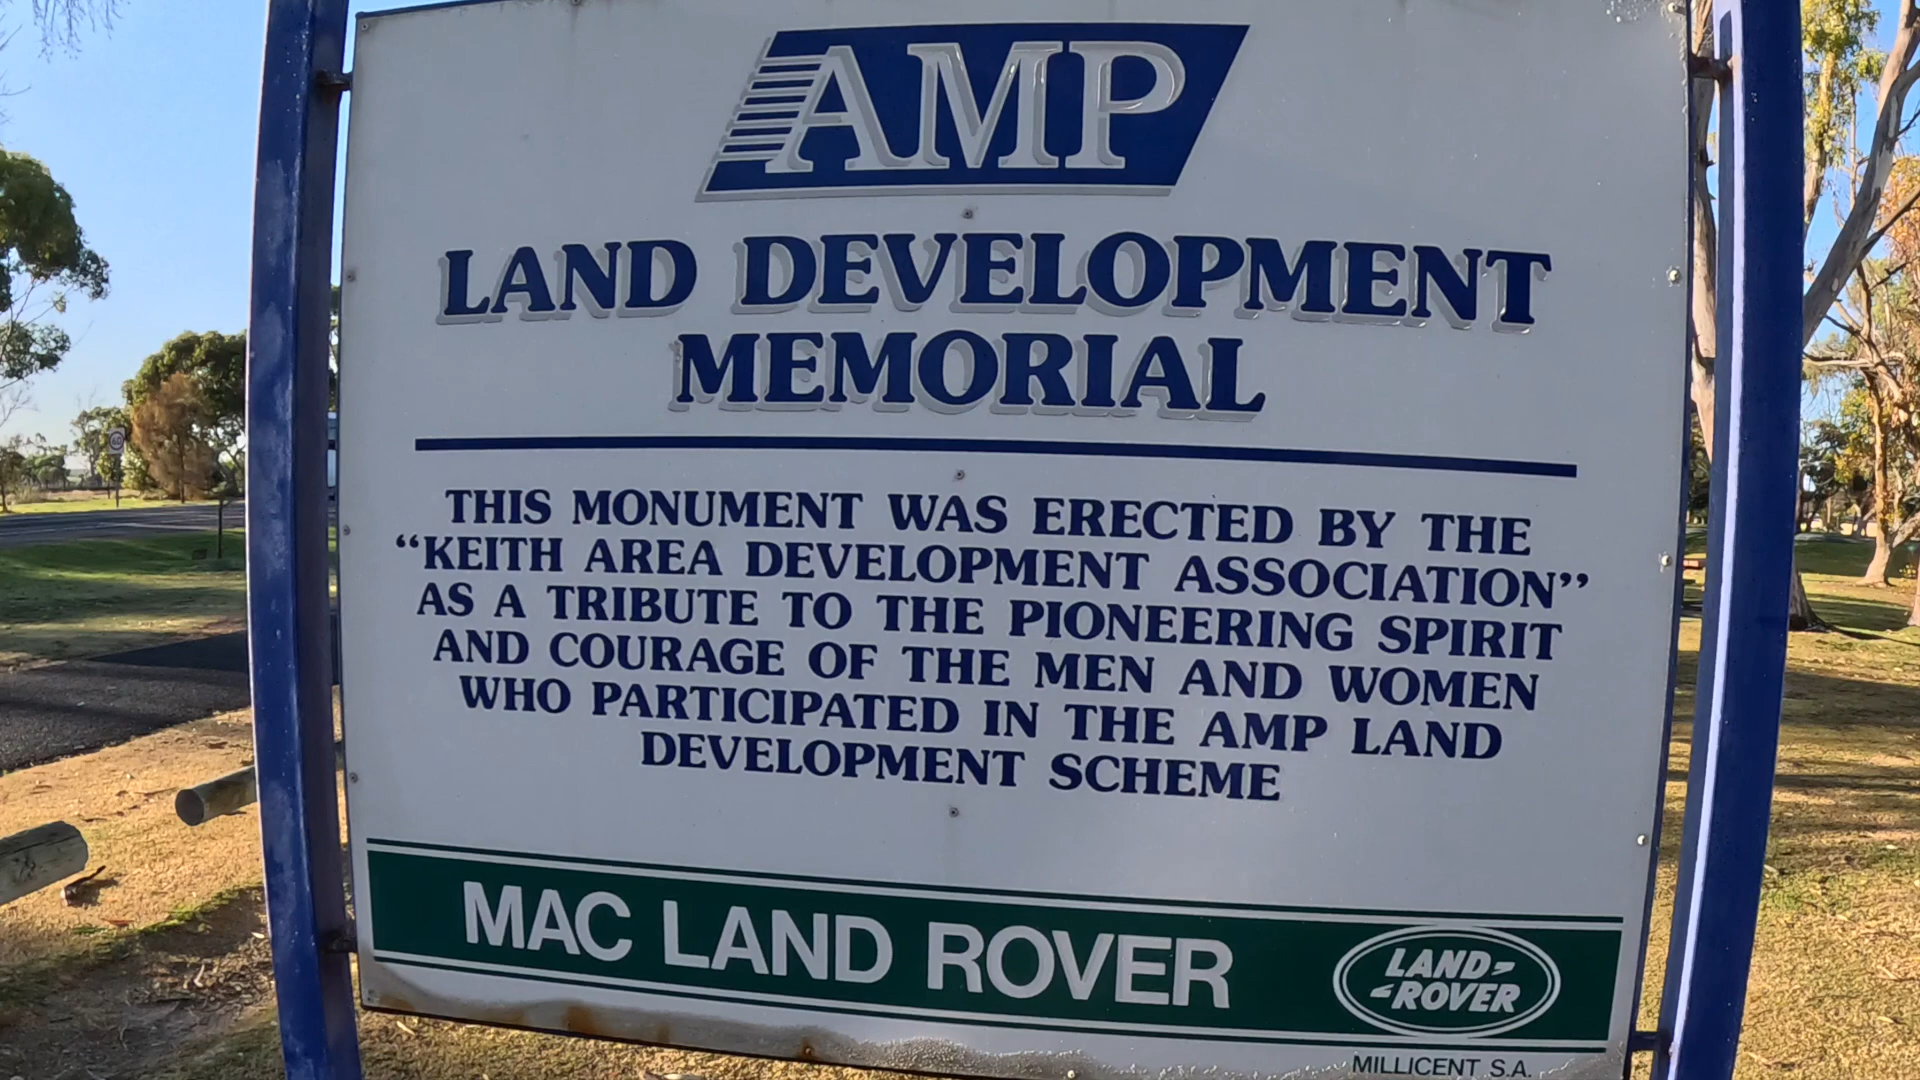 AMP
LAND DEVELOPMENT
MEMORIAL
THIS MONUMENT WAS ERECTED BY THE
“KEITH AREA DEVELOPMENT ASSOCIATION”
AS A TRIBUTE TO THE PIONEERING SPIRIT
AND COURAGE OF THE MEN AND WOMEN
WHO PARTICIPATED IN THE AMP LAND
DEVELOPMENT SCHEME
MAC LAND ROVER
LAND-
-ROVER
MILLICENT S.A.